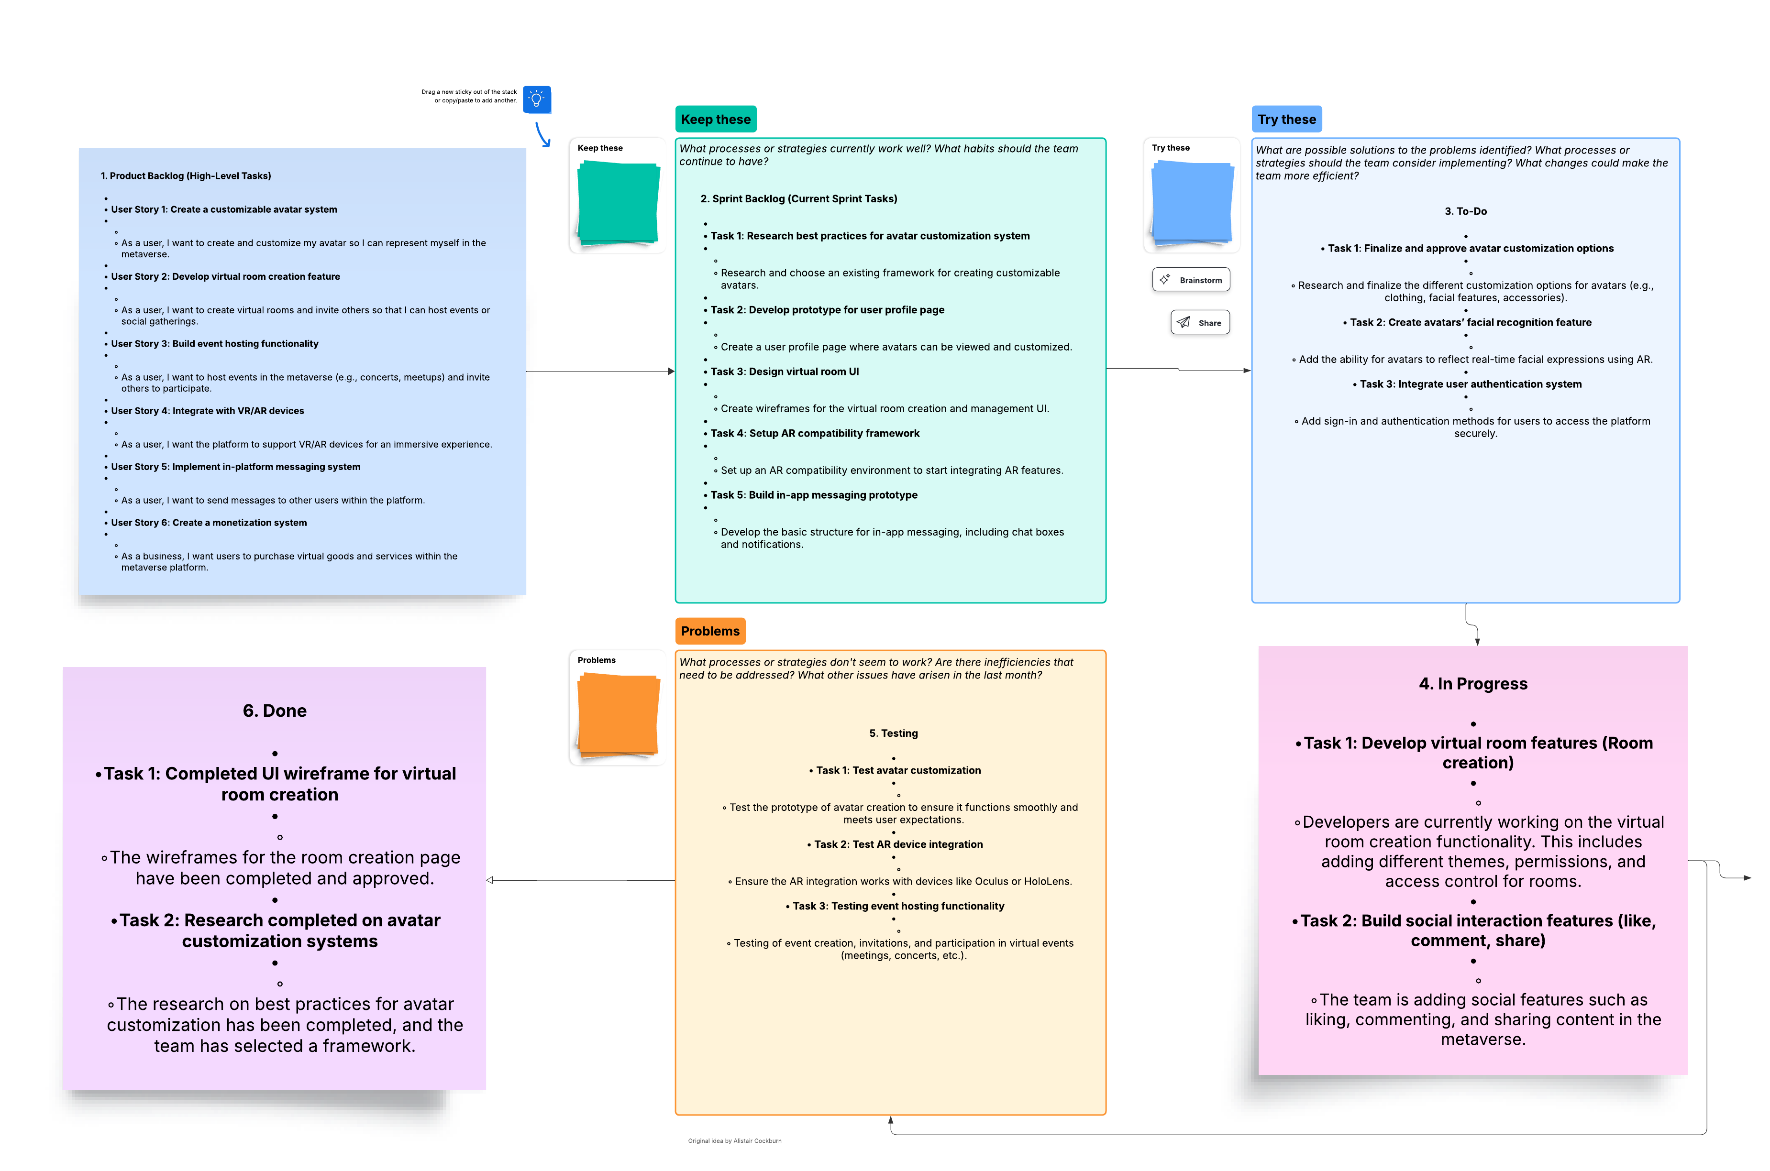 Drag a new sticky out of the stack
or copy/paste to add another.
1. Product Backlog (High-Level Tasks)
•
• User Story 1: Create a customizable avatar system
•
◦
◦ As a user, I want to create and customize my avatar so I can represent myself in the
metaverse.
•
• User Story 2: Develop virtual room creation feature
•
◦
◦ As a user, I want to create virtual rooms and invite others so that I can host events or
social gatherings.
•
• User Story 3: Build event hosting functionality
•
◦
◦ As a user, I want to host events in the metaverse (e.g., concerts, meetups) and invite
others to participate.
•
• User Story 4: Integrate with VR/AR devices
•
◦
◦ As a user, I want the platform to support VR/AR devices for an immersive experience.
•
• User Story 5: Implement in-platform messaging system
•
◦
◦ As a user, I want to send messages to other users within the platform.
•
• User Story 6: Create a monetization system
•
◦
◦ As a business, I want users to purchase virtual goods and services within the
metaverse platform.
Keep these
Keep these
What processes or strategies currently work well? What habits should the team
continue to have?
2. Sprint Backlog (Current Sprint Tasks)
•
• Task 1: Research best practices for avatar customization system
•
◦
◦ Research and choose an existing framework for creating customizable
avatars.
•
• Task 2: Develop prototype for user profile page
•
◦
◦ Create a user profile page where avatars can be viewed and customized.
•
• Task 3: Design virtual room UI
•
◦
◦ Create wireframes for the virtual room creation and management UI.
•
• Task 4: Setup AR compatibility framework
•
◦
◦ Set up an AR compatibility environment to start integrating AR features.
•
• Task 5: Build in-app messaging prototype
•
◦
◦ Develop the basic structure for in-app messaging, including chat boxes
and notifications.
Try these
Try these
Brainstorm
Share
What are possible solutions to the problems identified? What processes or
strategies should the team consider implementing? What changes could make the
team more efficient?
3. To-Do
•
• Task 1: Finalize and approve avatar customization options
•
◦
◦ Research and finalize the different customization options for avatars (e.g.,
clothing, facial features, accessories).
•
• Task 2: Create avatars’ facial recognition feature
•
◦
◦ Add the ability for avatars to reflect real-time facial expressions using AR.
•
• Task 3: Integrate user authentication system
•
◦
◦ Add sign-in and authentication methods for users to access the platform
securely.
4. In Progress
•
• Task 1: Develop virtual room features (Room
creation)
•
◦
◦ Developers are currently working on the virtual
room creation functionality. This includes
adding different themes, permissions, and
access control for rooms.
•
• Task 2: Build social interaction features (like,
comment, share)
•
◦
◦ The team is adding social features such as
liking, commenting, and sharing content in the
metaverse.
Problems
Problems
What processes or strategies don't seem to work? Are there inefficiencies that
need to be addressed? What other issues have arisen in the last month?
5. Testing
•
• Task 1: Test avatar customization
•
◦
◦ Test the prototype of avatar creation to ensure it functions smoothly and
meets user expectations.
•
• Task 2: Test AR device integration
•
◦
◦ Ensure the AR integration works with devices like Oculus or HoloLens.
•
• Task 3: Testing event hosting functionality
•
◦
◦ Testing of event creation, invitations, and participation in virtual events
(meetings, concerts, etc.).
6. Done
•
• Task 1: Completed UI wireframe for virtual
room creation
•
◦
◦ The wireframes for the room creation page
have been completed and approved.
•
• Task 2: Research completed on avatar
customization systems
•
◦
◦ The research on best practices for avatar
customization has been completed, and the
team has selected a framework.
Original idea by Alistair Cockburn